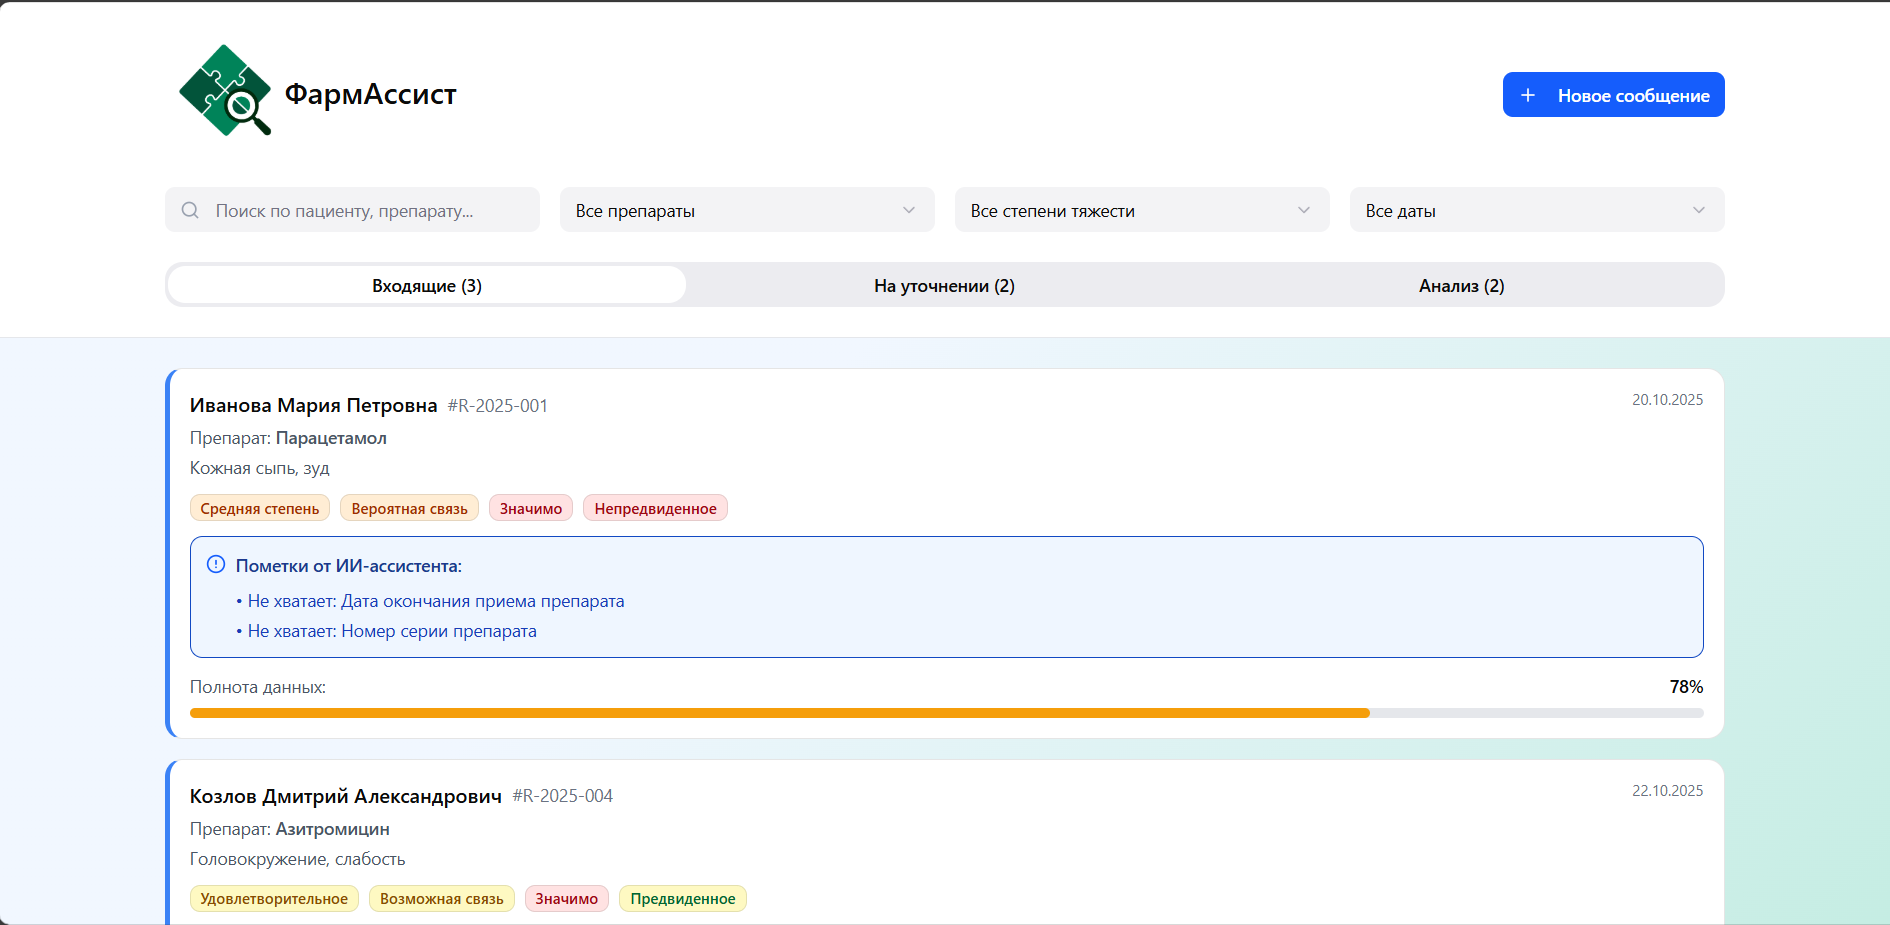 ФармАссист
+ Новое сообщение
Поиск по пациенту, препарату...
Все препараты
Все степени тяжести
Все даты
Входящие (3)
На уточнении (2)
Анализ (2)
Иванова Мария Петровна #R-2025-001
20.10.2025
Препарат: Парацетамол
Кожная сыпь, зуд
Средняя степень
Вероятная связь
Значимо
Непредвиденное
Пометки от ИИ-ассистента:
• Не хватает: Дата окончания приема препарата
• Не хватает: Номер серии препарата
Полнота данных:
78%
Козлов Дмитрий Александрович #R-2025-004
22.10.2025
Препарат: Азитромицин
Головокружение, слабость
Удовлетворительное
Возможная связь
Значимо
Предвиденное